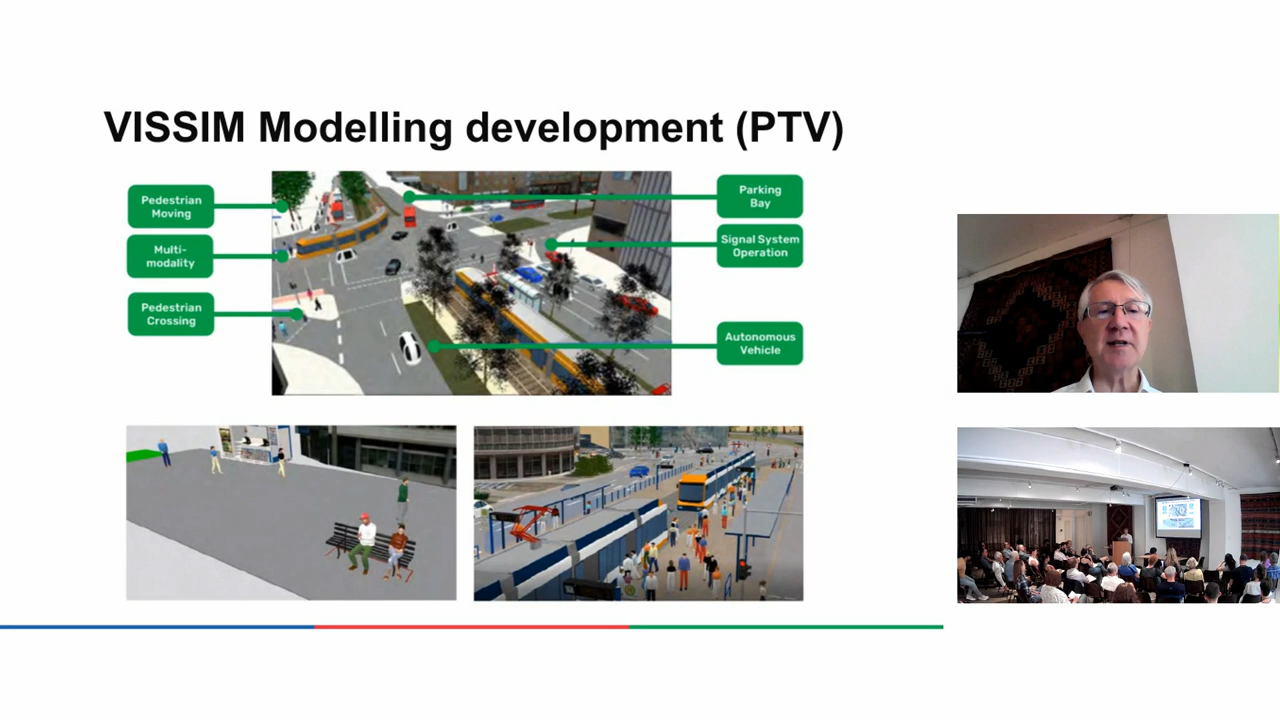 VISSIM Modelling development (PTV)
Pedestrian
Moving
Multi-
modality
Pedestrian
Crossing
Parking
Bay
Signal System
Operation
Autonomous
Vehicle